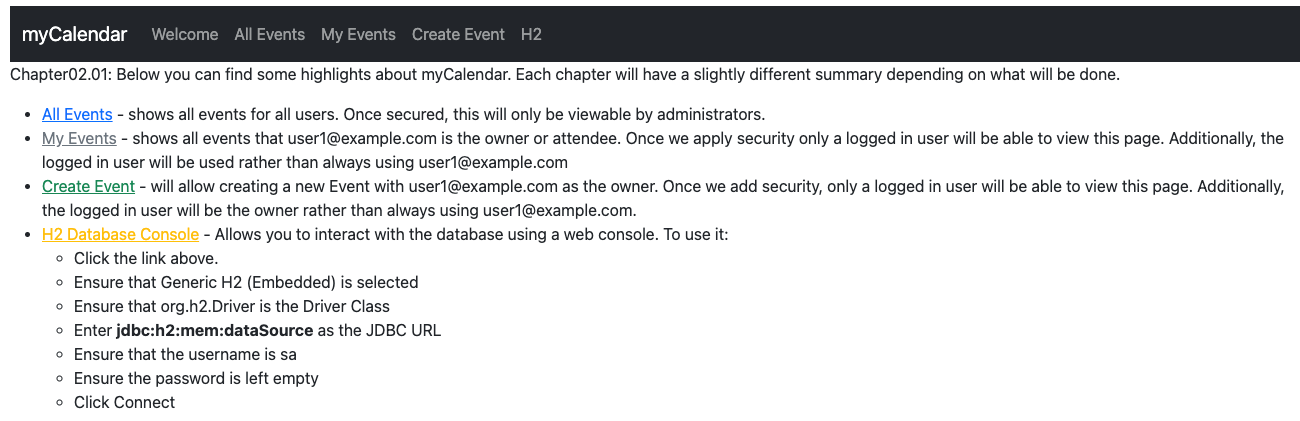 myCalendar Welcome All Events My Events Create Event H2
Chapter02.01: Below you can find some highlights about myCalendar. Each chapter will have a slightly different summary depending on what will be done.
All Events - shows all events for all users. Once secured, this will only be viewable by administrators.
My Events - shows all events that user1@example.com is the owner or attendee. Once we apply security only a logged in user will be able to view this page. Additionally, the
logged in user will be used rather than always using user1@example.com
Create Event - will allow creating a new Event with user1@example.com as the owner. Once we add security, only a logged in user will be able to view this page. Additionally,
the logged in user will be the owner rather than always using user1@example.com.
H2 Database Console - Allows you to interact with the database using a web console. To use it:
Click the link above.
Ensure that Generic H2 (Embedded) is selected
Ensure that org.h2.Driver is the Driver Class
Enter jdbc:h2:mem:dataSource as the JDBC URL
Ensure that the username is sa
Ensure the password is left empty
Click Connect